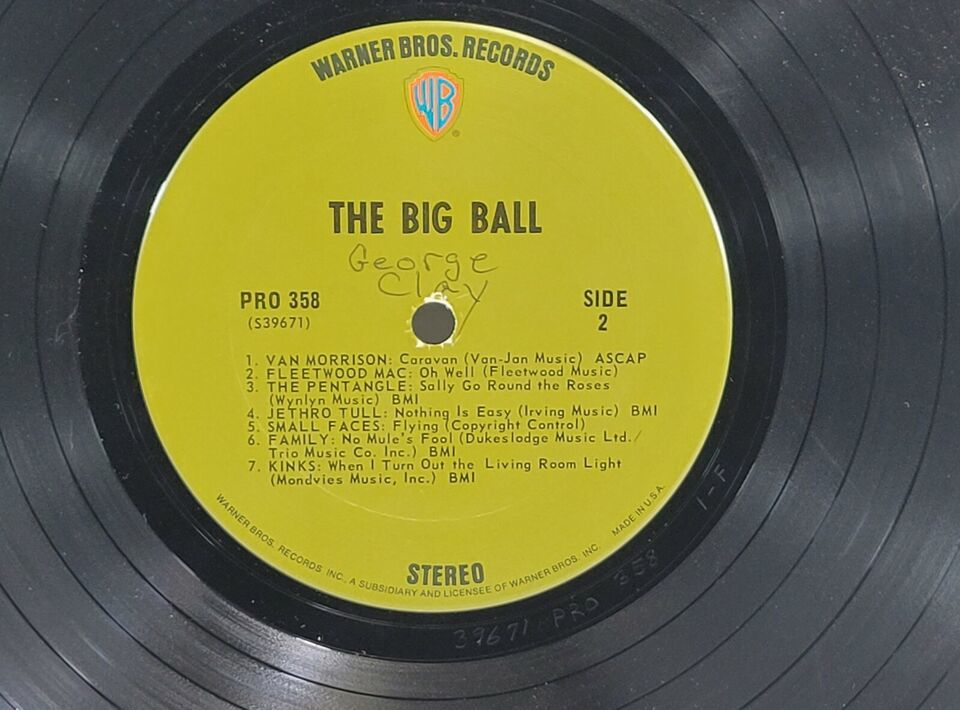 WARNER BROS. RECORDS
WB
®
THE BIG BALL
George
Clay
PRO 358
(S39671)
SIDE
2
1. VAN MORRISON: Caravan (Van-Jan Music) ASCAP
2. FLEETWOOD MAC: Oh Well (Fleetwood Music)
3. THE PENTANGLE: Sally Go Round the Roses
(Wynlyn Music) BMI
4. JETHRO TULL: Nothing Is Easy (Irving Music) BMI
5. SMALL FACES: Flying (Copyright Control)
6. FAMILY: No Mule's Fool (Dukeslodge Music Ltd./
Trio Music Co. Inc.) BMI
7. KINKS: When I Turn Out the Living Room Light
(Mondvies Music, Inc.) BMI
STEREO
WARNER BROS. RECORDS INC., A SUBSIDIARY AND LICENSEE OF WARNER BROS. INC. MADE IN U.S.A.
39671 PRO 358 1-F